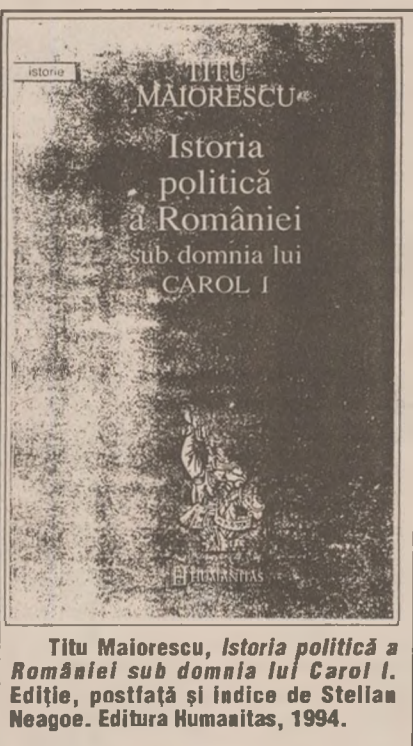 istorie
TITU
MAIORESCU
Istoria
politică
a României
sub domnia lui
CAROL I
HUMANITAS
Titu Maiorescu, Istoria politică a
României sub domnia lui Carol I.
Ediție, postfață și indice de Stelian
Neagoe. Editura Humanitas, 1994.